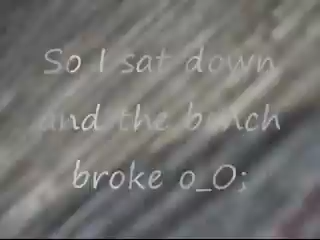 So I sat down
and the bench
broke o_O;